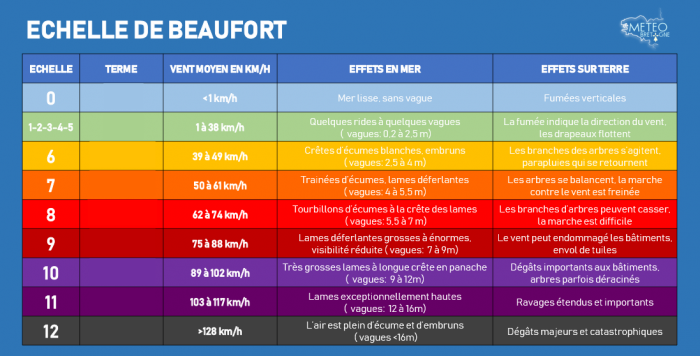 ECHELLE DE BEAUFORT
METEO
BRETAGNE
ECHELLE TERME VENT MOYEN EN KM/H EFFETS EN MER EFFETS SUR TERRE
0 <1 km/h Mer lisse, sans vague Fumées verticales
1-2-3-4-5 1 à 38 km/h Quelques rides à quelques vagues La fumée indique la direction du vent,
( vagues: 0.2 à 2.5 m) les drapeaux flottent
6 39 à 49 km/h Crêtes d'écumes blanches, embruns Les branches des arbres s'agitent,
( vagues: 2,5 à 4 m) parapluies qui se retournent
7 50 à 61 km/h Trainées d'écumes, lames déferlantes Les arbres se balancent, la marche
( vagues: 4 à 5,5 m) contre le vent est freinée
8 62 à 74 km/h Tourbillons d'écumes à la crête des lames Les branches d'arbres peuvent casser,
( vagues: 5,5 à 7 m) la marche est difficile
9 75 à 88 km/h Lames déferlantes grosses à énormes, Le vent peut endommagé les bâtiments,
visibilité réduite ( vagues: 7 à 9m) envol de tuiles
10 89 à 102 km/h Très grosses lames à longue crête en panache Dégâts importants aux bâtiments,
( vagues: 9 à 12m) arbres parfois déracinés
11 103 à 117 km/h Lames exceptionnellement hautes Ravages étendus et importants
(vagues: 12 à 16m)
12 >128 km/h L'air est plein d'écume et d'embruns Dégâts majeurs et catastrophiques
(vagues <16m)